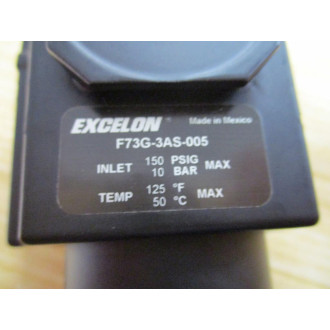 EXCELON® Made in Mexico
F73G-3AS-005
INLET 150 PSIG MAX
10 BAR
TEMP 125 °F MAX
50 °C